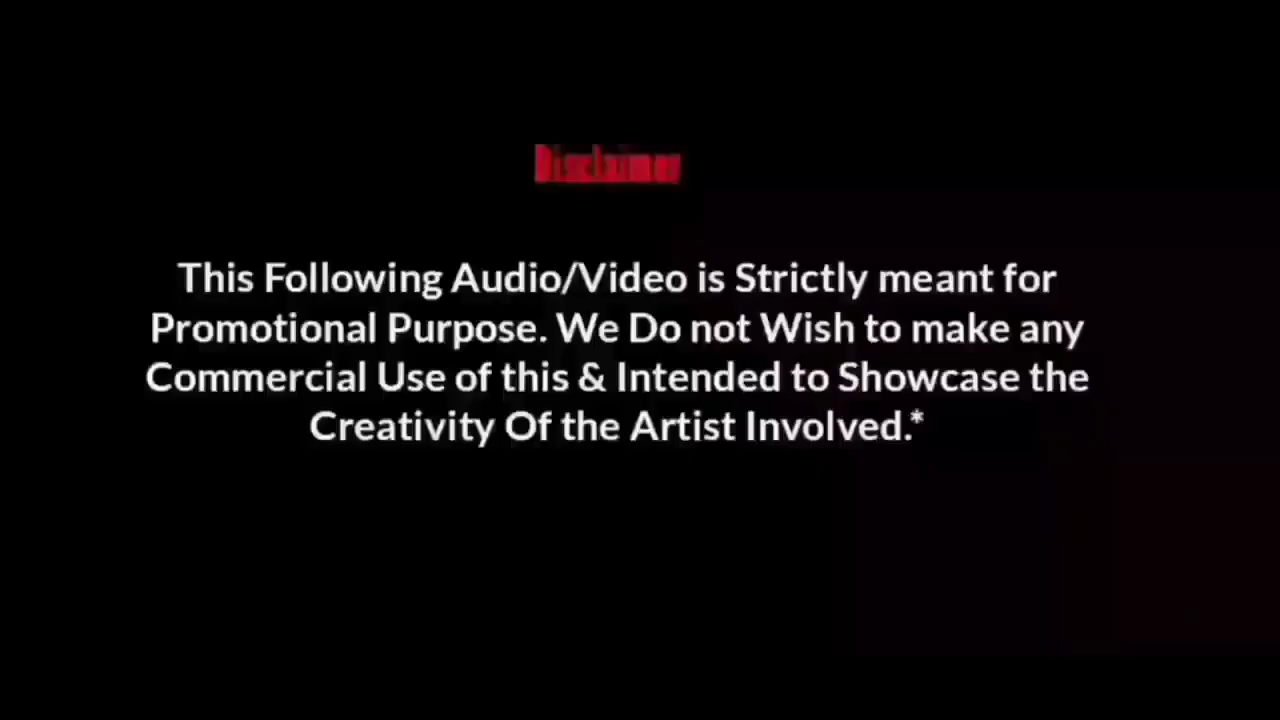 Disclaimer
This Following Audio/Video is Strictly meant for
Promotional Purpose. We Do not Wish to make any
Commercial Use of this & Intended to Showcase the
Creativity Of the Artist Involved.*